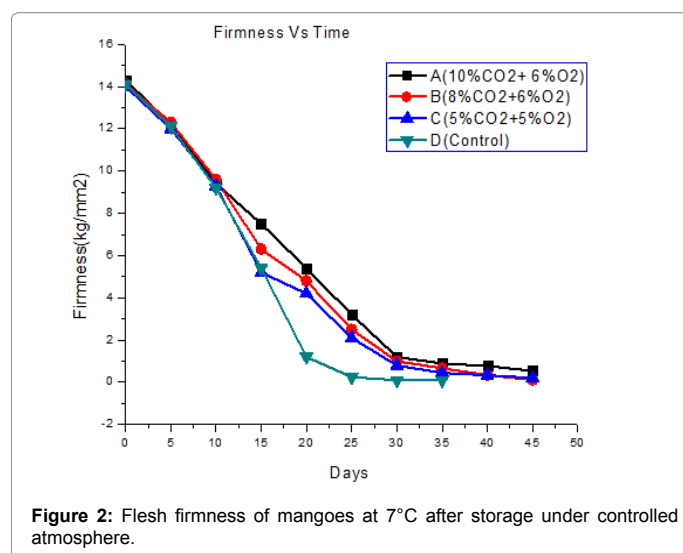 Firmness Vs Time
A(10%CO2+ 6%O2)
B(8%CO2+6%O2)
C(5%CO2+5%O2)
D(Control)
16
14
12
10
8
6
4
2
0
-2
Firmness(kg/mm2)
0 5 10 15 20 25 30 35 40 45 50
Days
Figure 2: Flesh firmness of mangoes at 7°C after storage under controlled
atmosphere.